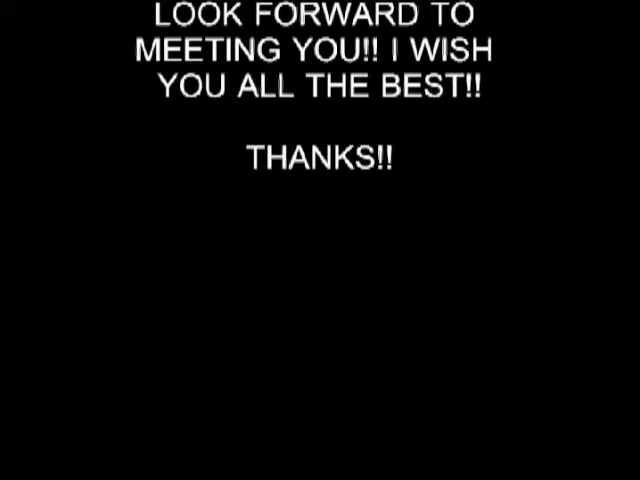 LOOK FORWARD TO
MEETING YOU!! I WISH
YOU ALL THE BEST!!
THANKS!!